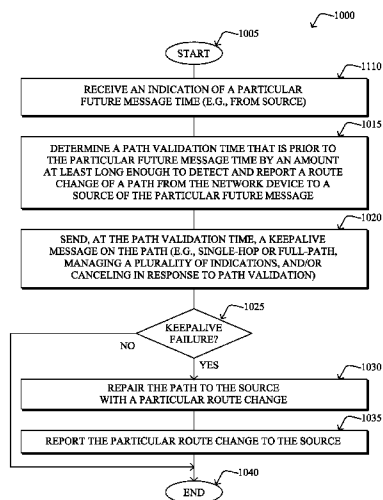 1000
1005
START
1110
RECEIVE AN INDICATION OF A PARTICULAR
FUTURE MESSAGE TIME (E.G., FROM SOURCE)
1015
DETERMINE A PATH VALIDATION TIME THAT IS PRIOR TO
THE PARTICULAR FUTURE MESSAGE TIME BY AN AMOUNT
AT LEAST LONG ENOUGH TO DETECT AND REPORT A ROUTE
CHANGE OF A PATH FROM THE NETWORK DEVICE TO A
SOURCE OF THE PARTICULAR FUTURE MESSAGE
1020
SEND, AT THE PATH VALIDATION TIME, A KEEPALIVE
MESSAGE ON THE PATH (E.G., SINGLE-HOP OR FULL-PATH,
MANAGING A PLURALITY OF INDICATIONS, AND/OR
CANCELING IN RESPONSE TO PATH VALIDATION)
1025
KEEPALIVE
FAILURE?
NO
YES
1030
REPAIR THE PATH TO THE SOURCE
WITH A PARTICULAR ROUTE CHANGE
1035
REPORT THE PARTICULAR ROUTE CHANGE TO THE SOURCE
1040
END